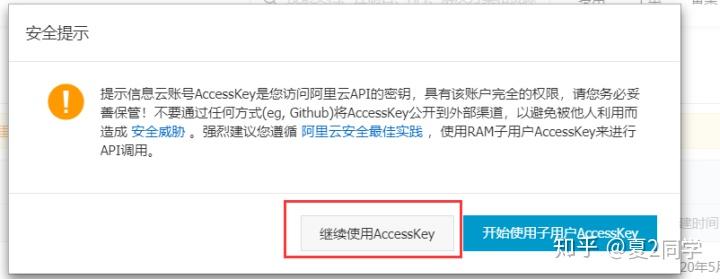 安全提示
提示信息云账号AccessKey是您访问阿里云API的密钥，具有该账户完全的权限，请您务必妥
善保管！不要通过任何方式(eg, Github)将AccessKey公开到外部渠道，以避免被他人利用而
造成 安全威胁 。强烈建议您遵循 阿里云安全最佳实践 ，使用RAM子用户AccessKey来进行
API调用。
继续使用AccessKey
开始使用子用户AccessKey
建时间
知乎 @夏2同学
20年5月